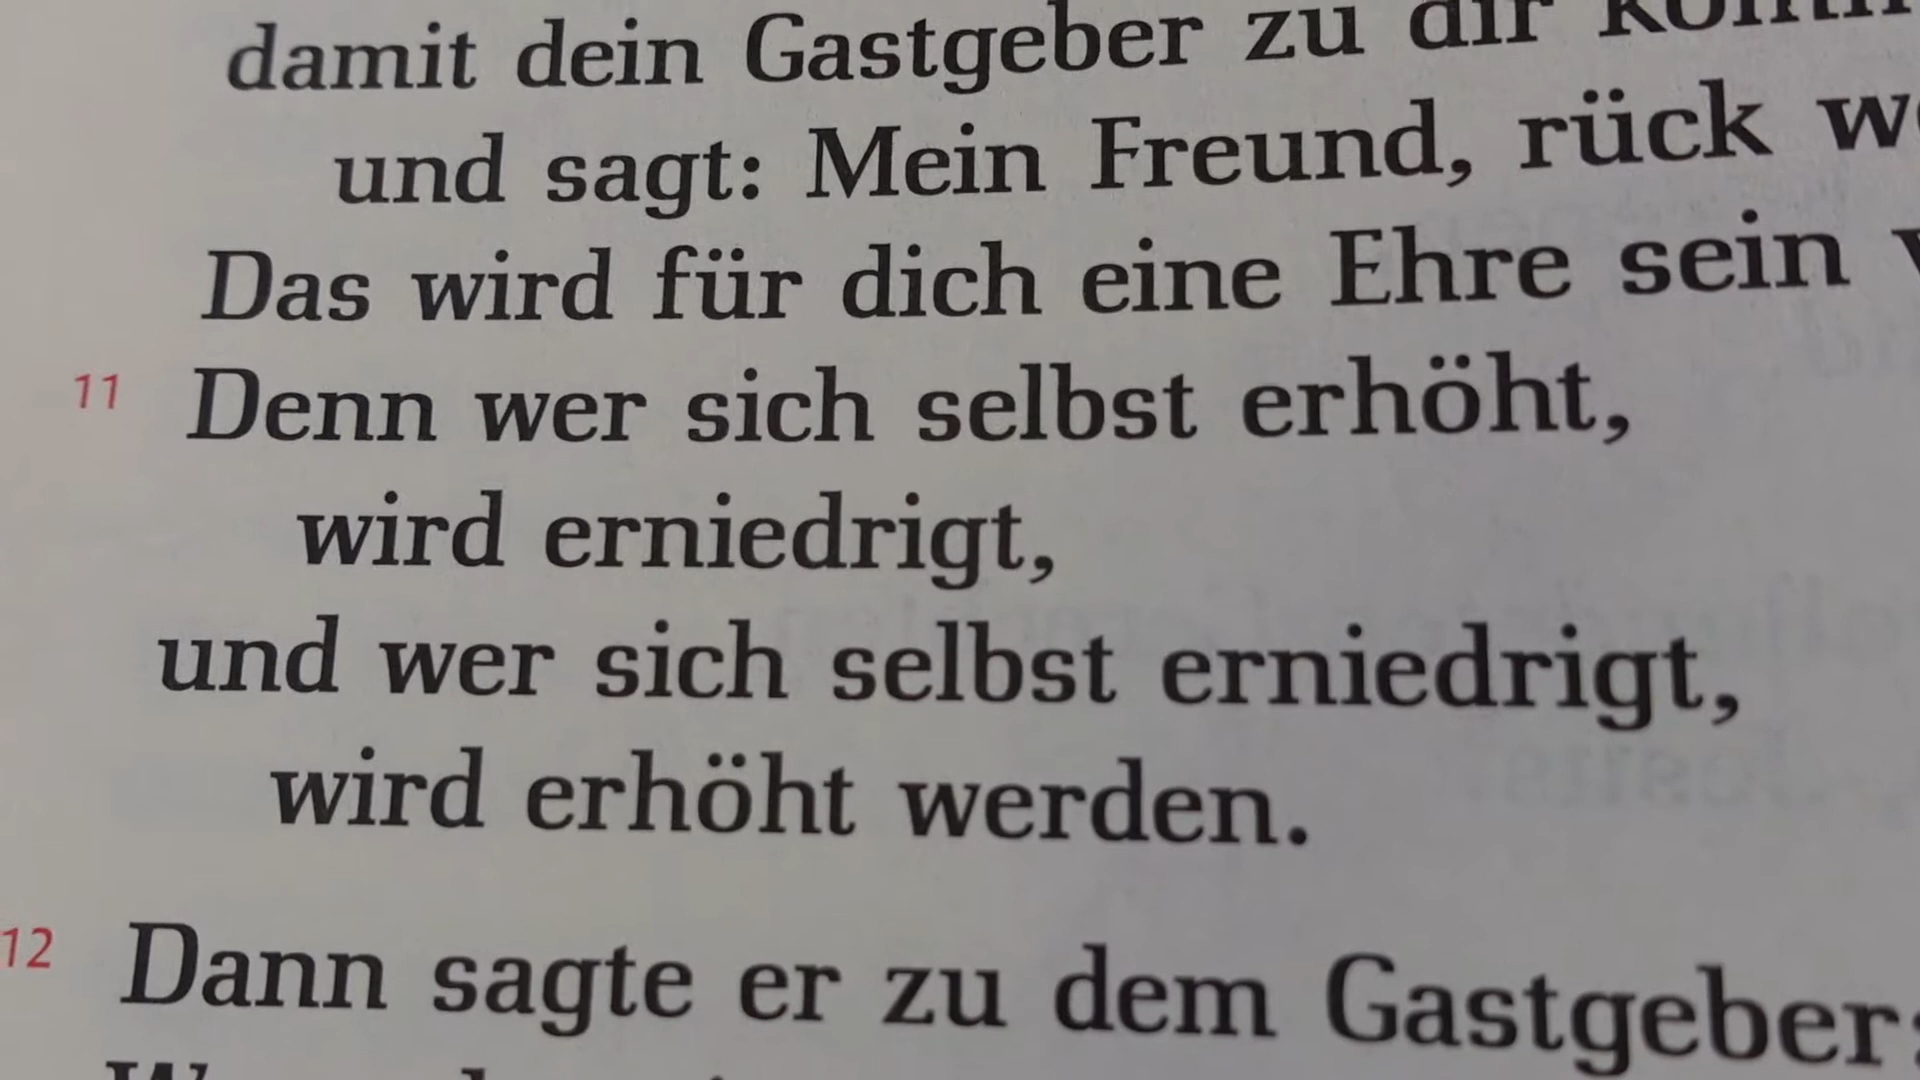 damit dein Gastgeber zu dir
und sagt: Mein Freund, rück
Das wird für dich eine Ehre sein
11 Denn wer sich selbst erhöht,
wird erniedrigt,
und wer sich selbst erniedrigt,
wird erhöht werden.
12 Dann sagte er zu dem Gastgeber: